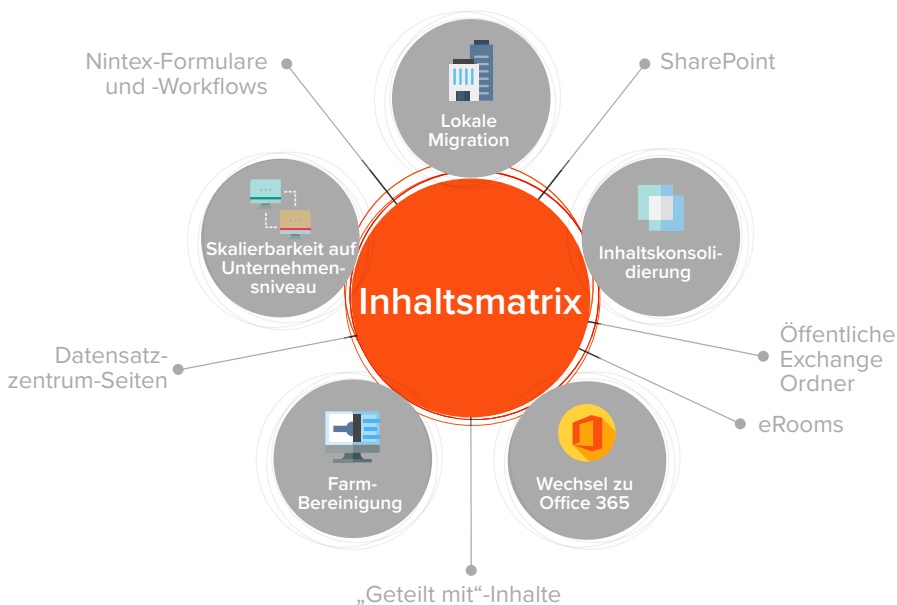 Nintex-Formulare
und -Workflows
SharePoint
Lokale
Migration
Skalierbarkeit auf
Unternehmen-
sniveau
Inhaltskonsoli-
dierung
Inhaltsmatrix
Datensatz-
zentrum-Seiten
Öffentliche
Exchange
Ordner
eRooms
Farm-
Bereinigung
Wechsel zu
Office 365
„Geteilt mit“-Inhalte